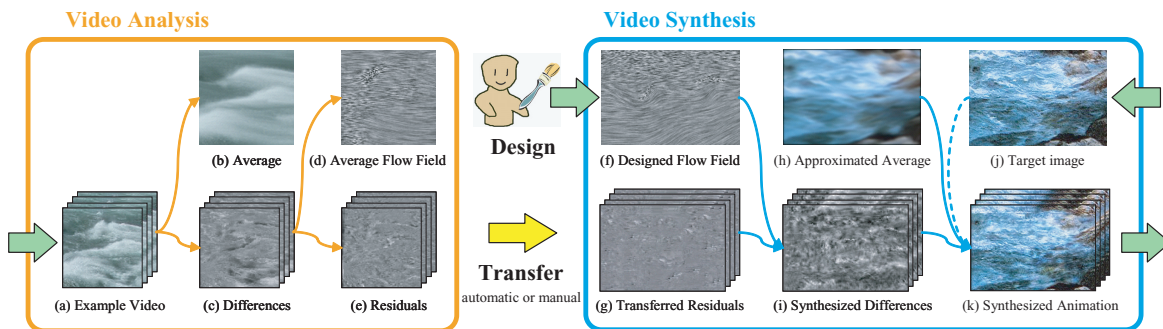 Video Analysis
Video Synthesis
(b) Average
(d) Average Flow Field
Design
(f) Designed Flow Field
(h) Approximated Average
(j) Target image
Transfer
automatic or manual
(a) Example Video
(c) Differences
(e) Residuals
(g) Transferred Residuals
(i) Synthesized Differences
(k) Synthesized Animation